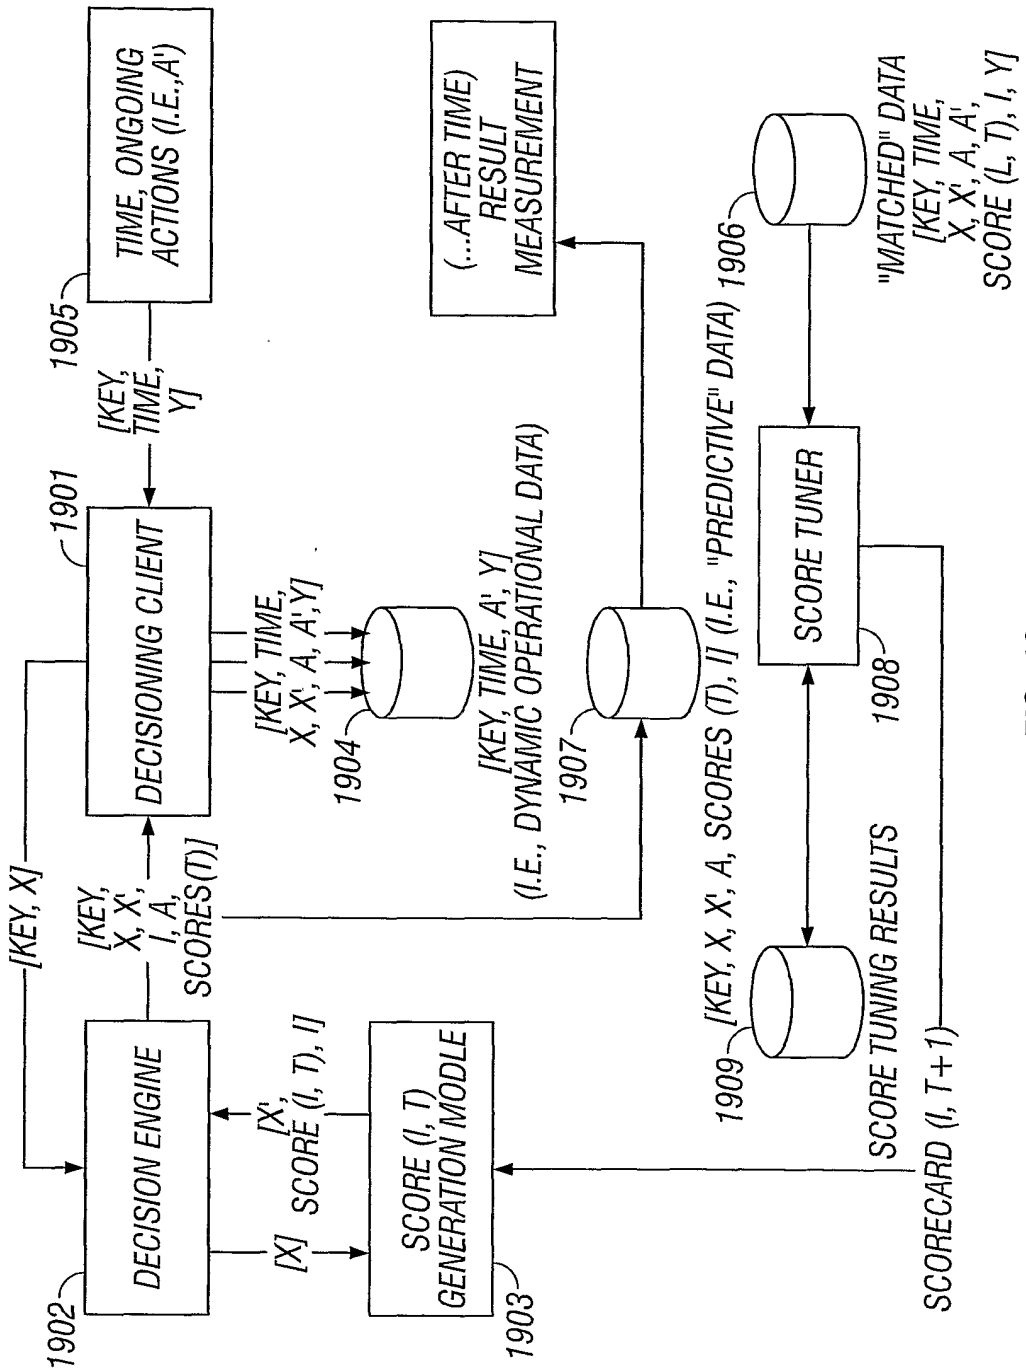 1902
DECISION ENGINE
[KEY, X]
[KEY,
X, X',
I, A,
SCORES(T)]
1901
DECISIONING CLIENT
[KEY,
TIME,
Y]
1905
TIME, ONGOING
ACTIONS (I.E.,A')
[X]
[X',
SCORE (I, T), I]
1903
SCORE (I, T)
GENERATION MODLE
[KEY, TIME,
X, X', A, A',Y]
1904
[KEY, TIME, A', Y]
(I.E., DYNAMIC OPERATIONAL DATA)
(...AFTER TIME)
RESULT
MEASUREMENT
1907
[KEY, X, X', A, SCORES (T), I] (I.E., "PREDICTIVE" DATA)
1909
SCORE TUNING RESULTS
SCORE TUNER
1908
1906
"MATCHED" DATA
[KEY, TIME,
X, X', A, A',
SCORE (L, T), I, Y]
SCORECARD (I, T+1)